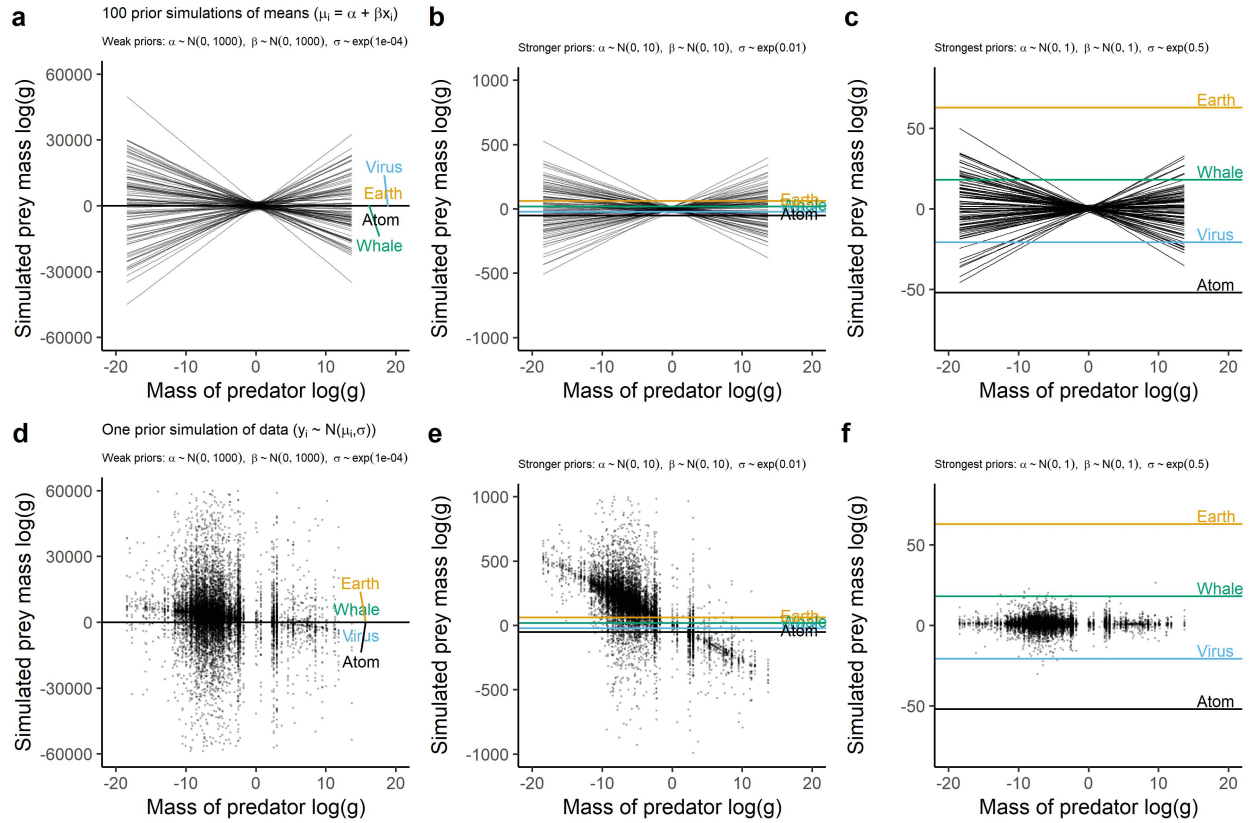 a
100 prior simulations of means (μi = α + βxi)
Weak priors: α ~ N(0, 1000), β ~ N(0, 1000), σ ~ exp(1e-04)
Simulated prey mass log(g)
60000
30000
0
-30000
-60000
Virus
Earth
Atom
Whale
-20
-10
0
10
20
Mass of predator log(g)
b
Stronger priors: α ~ N(0, 10), β ~ N(0, 10), σ ~ exp(0.01)
Simulated prey mass log(g)
1000
500
0
-500
-1000
Earth
Whale
Atom
-20
-10
0
10
20
Mass of predator log(g)
c
Strongest priors: α ~ N(0, 1), β ~ N(0, 1), σ ~ exp(0.5)
Simulated prey mass log(g)
50
0
-50
Earth
Whale
Virus
Atom
-20
-10
0
10
20
Mass of predator log(g)
d
One prior simulation of data (yi ~ N(μi,σ))
Weak priors: α ~ N(0, 1000), β ~ N(0, 1000), σ ~ exp(1e-04)
Simulated prey mass log(g)
60000
30000
0
-30000
-60000
Earth
Whale
Virus
Atom
-20
-10
0
10
20
Mass of predator log(g)
e
Stronger priors: α ~ N(0, 10), β ~ N(0, 10), σ ~ exp(0.01)
Simulated prey mass log(g)
1000
500
0
-500
-1000
Earth
Atom
-20
-10
0
10
20
Mass of predator log(g)
f
Strongest priors: α ~ N(0, 1), β ~ N(0, 1), σ ~ exp(0.5)
Simulated prey mass log(g)
50
0
-50
Earth
Whale
Virus
Atom
-20
-10
0
10
20
Mass of predator log(g)